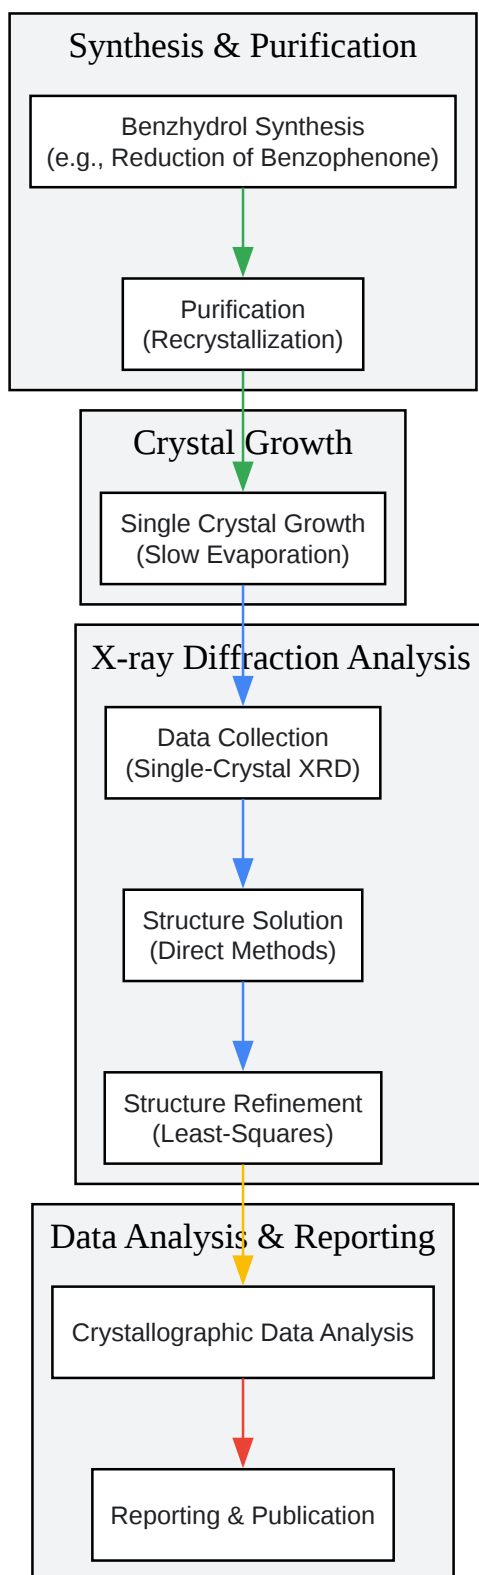 Synthesis & Purification
Benzhydrol Synthesis
(e.g., Reduction of Benzophenone)
Purification
(Recrystallization)
Crystal Growth
Single Crystal Growth
(Slow Evaporation)
X-ray Diffraction Analysis
Data Collection
(Single-Crystal XRD)
Structure Solution
(Direct Methods)
Structure Refinement
(Least-Squares)
Data Analysis & Reporting
Crystallographic Data Analysis
Reporting & Publication